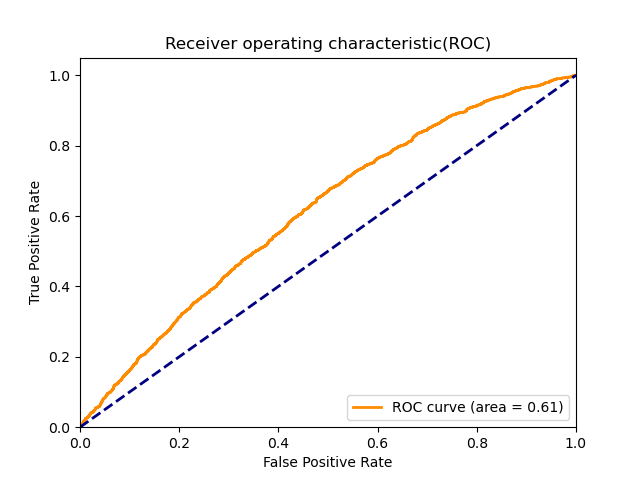 Receiver operating characteristic(ROC)
1.0
0.8
0.6
0.4
0.2
0.0
True Positive Rate
ROC curve (area = 0.61)
0.0 0.2 0.4 0.6 0.8 1.0
False Positive Rate